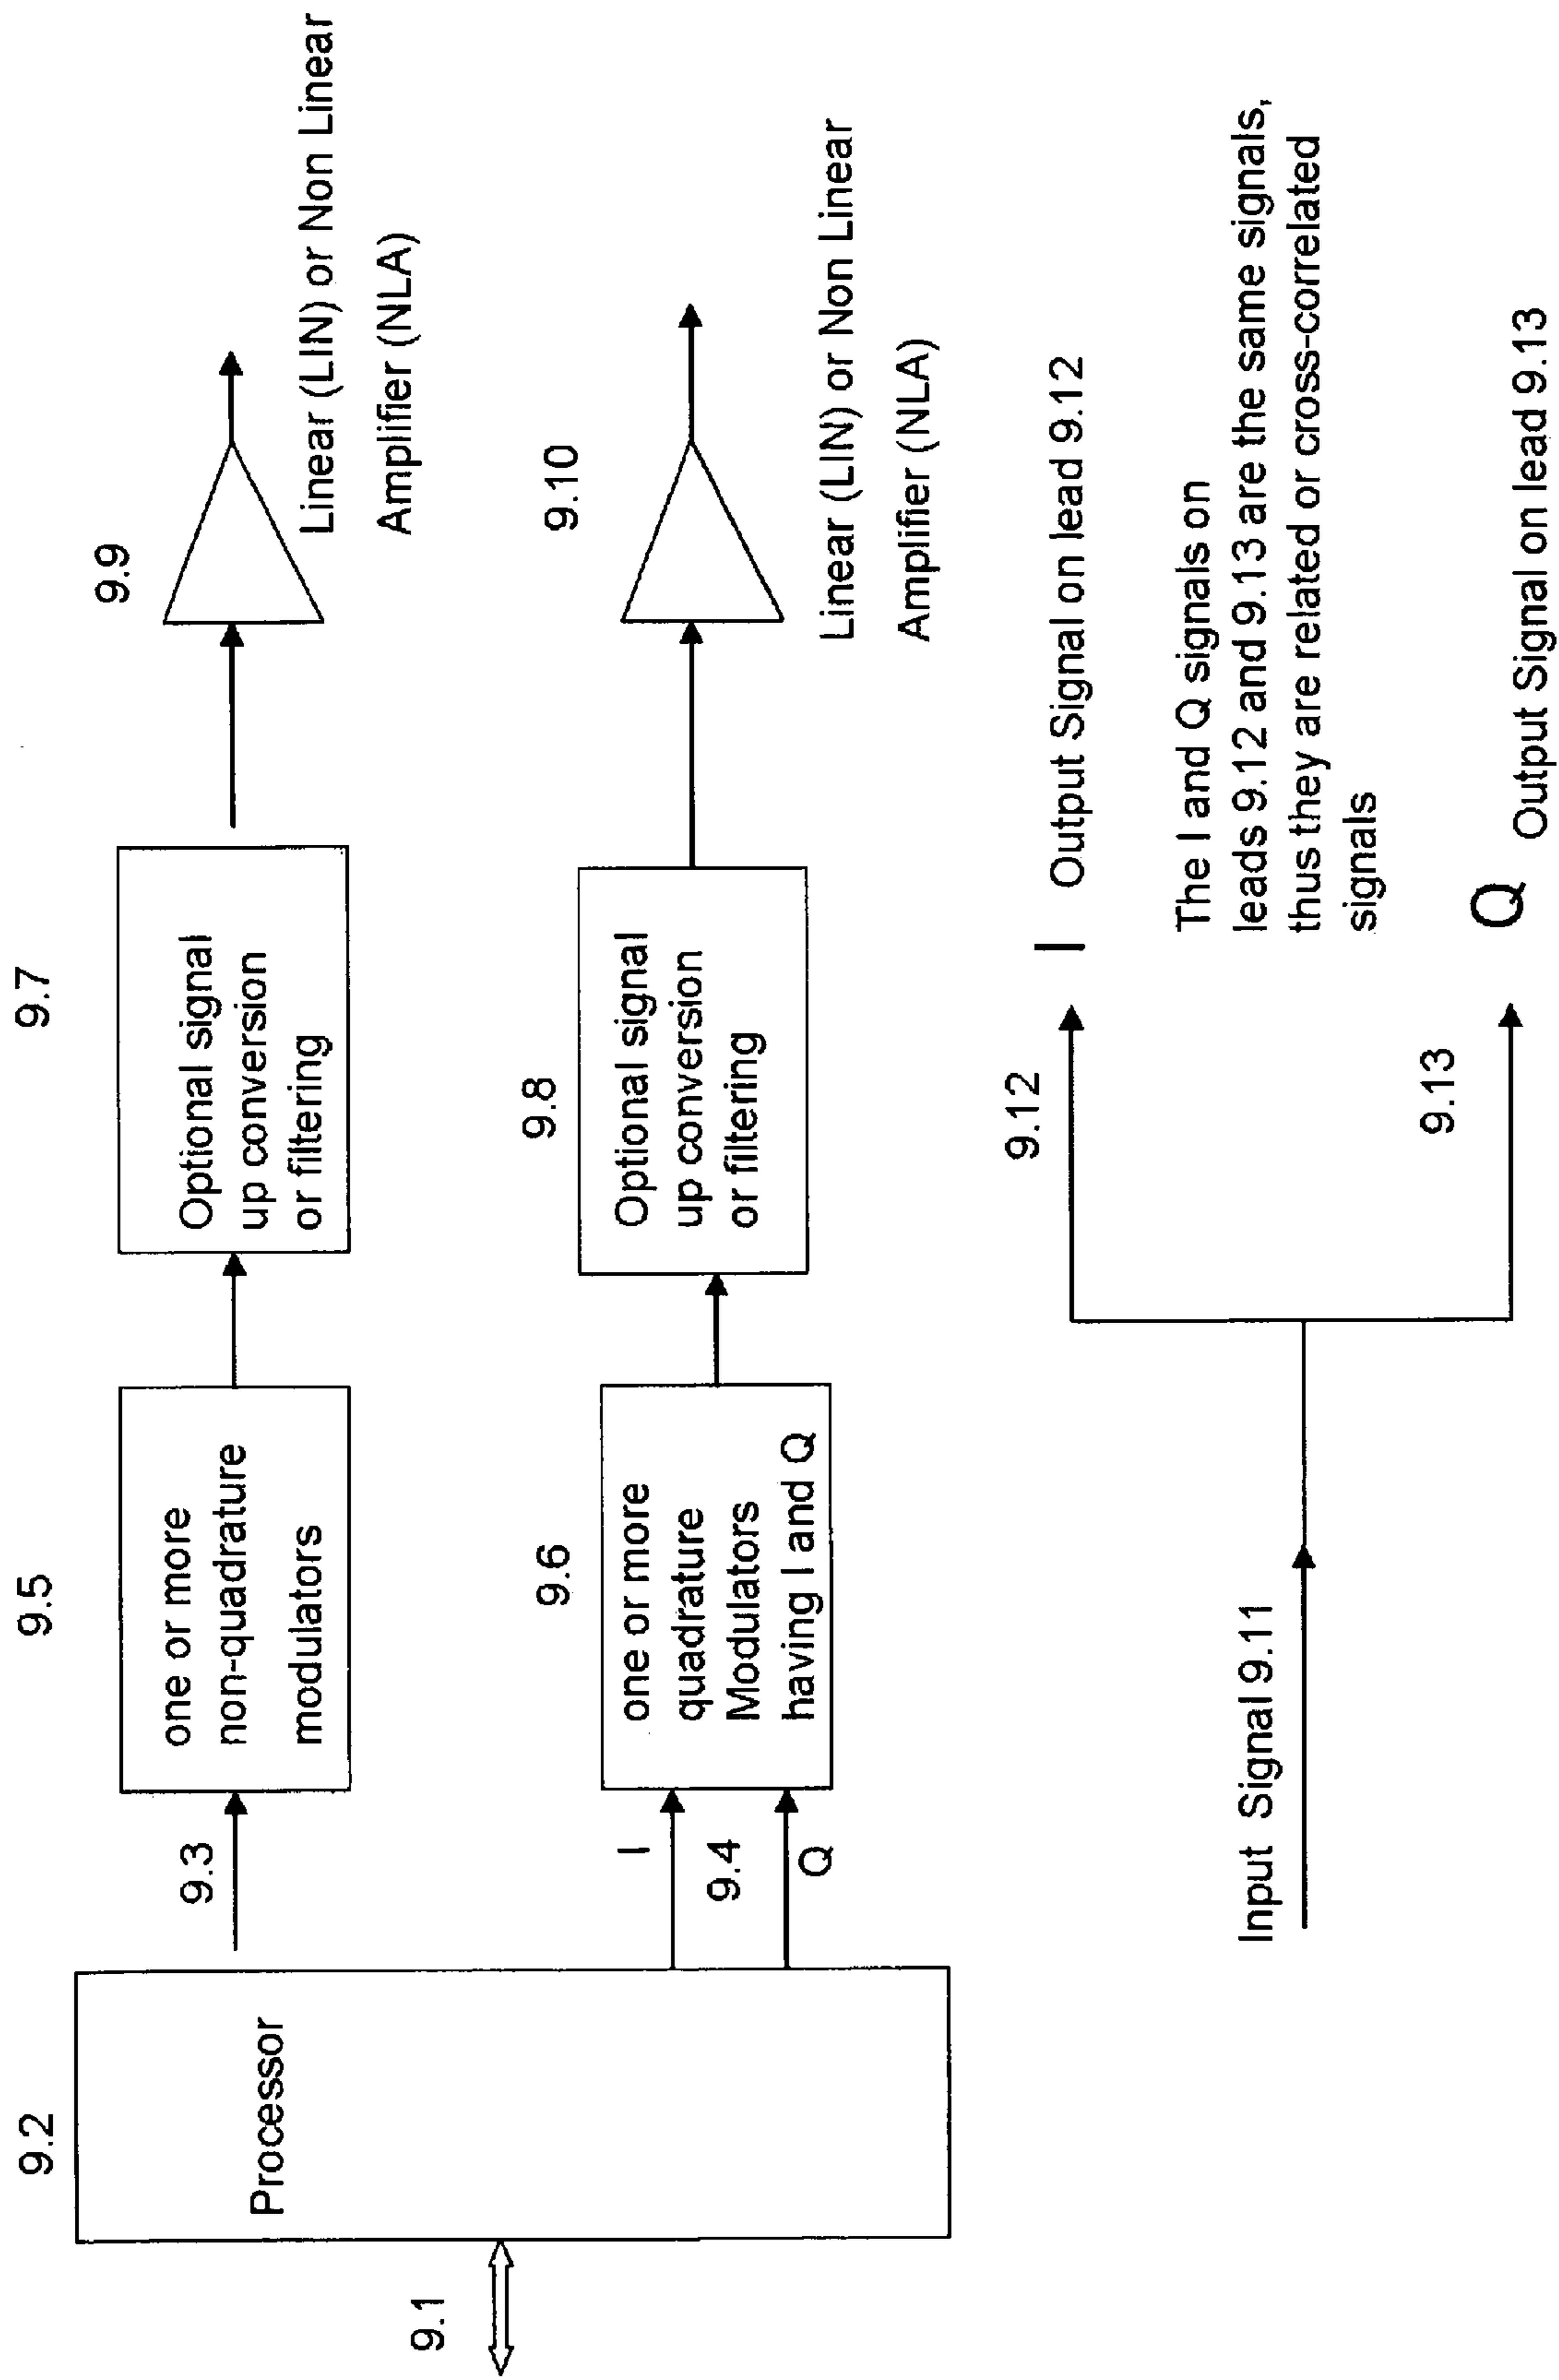 9.1
9.2
Processor
9.3
9.5
one or more
non-quadrature
modulators
9.7
Optional signal
up conversion
or filtering
9.9
Linear (LIN) or Non Linear
Amplifier (NLA)
I
9.4
Q
9.6
one or more
quadrature
Modulators
having I and Q
9.8
Optional signal
up conversion
or filtering
9.10
Linear (LIN) or Non Linear
Amplifier (NLA)
Input Signal 9.11
9.12
I Output Signal on lead 9.12
The I and Q signals on
leads 9.12 and 9.13 are the same signals,
thus they are related or cross-correlated
signals
9.13
Q Output Signal on lead 9.13